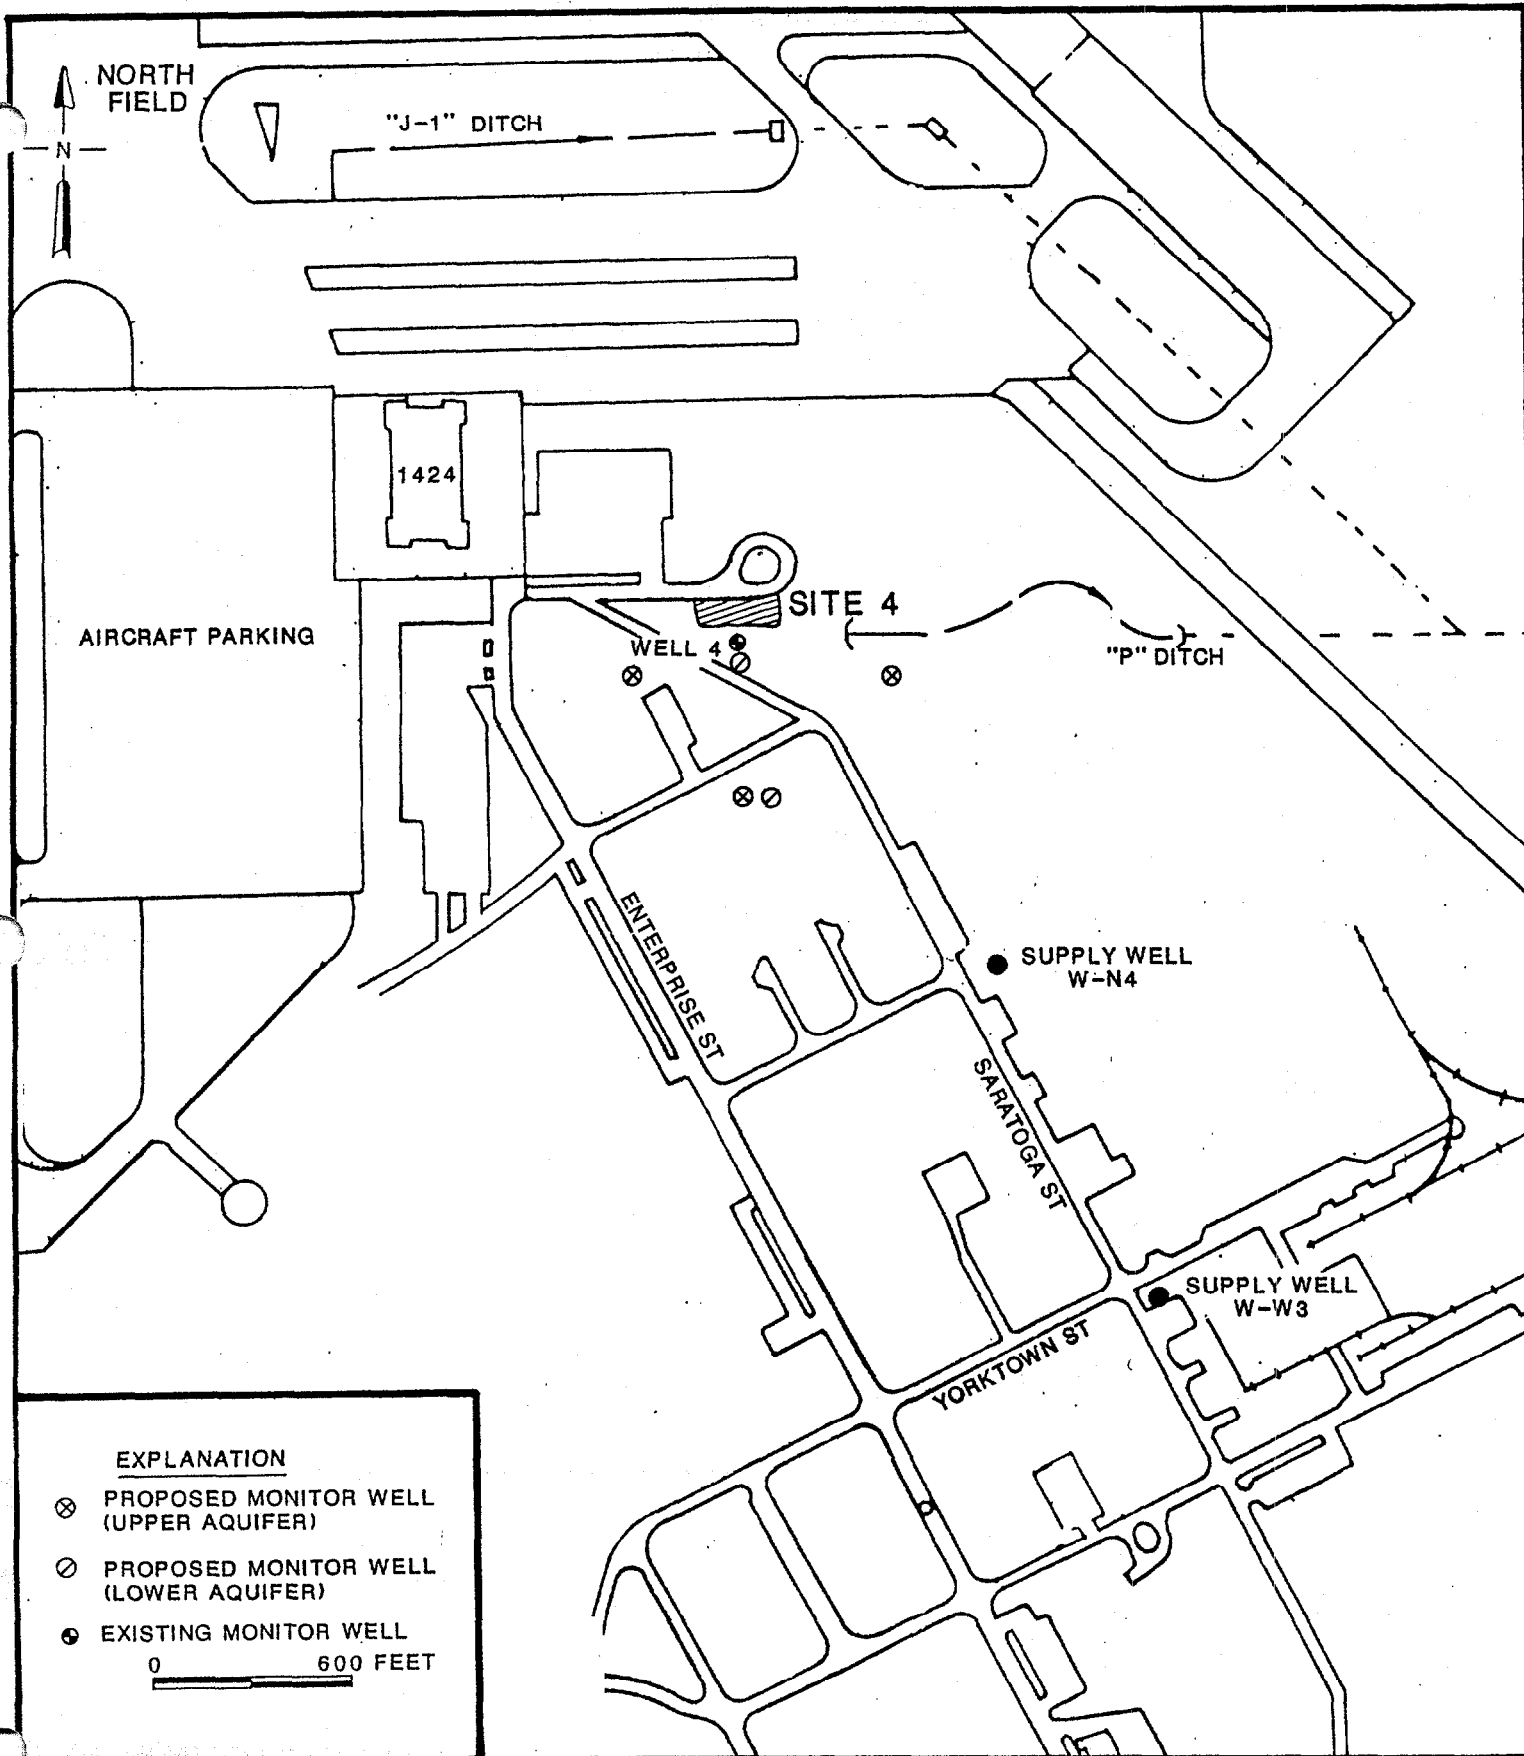 NORTH
FIELD
N
"J-1" DITCH
1424
SITE 4
AIRCRAFT PARKING
WELL 4
"P" DITCH
ENTERPRISE ST
SUPPLY WELL
W-N4
SARATOGA ST
SUPPLY WELL
W-W3
YORKTOWN ST
EXPLANATION
PROPOSED MONITOR WELL
(UPPER AQUIFER)
PROPOSED MONITOR WELL
(LOWER AQUIFER)
EXISTING MONITOR WELL
0 600 FEET